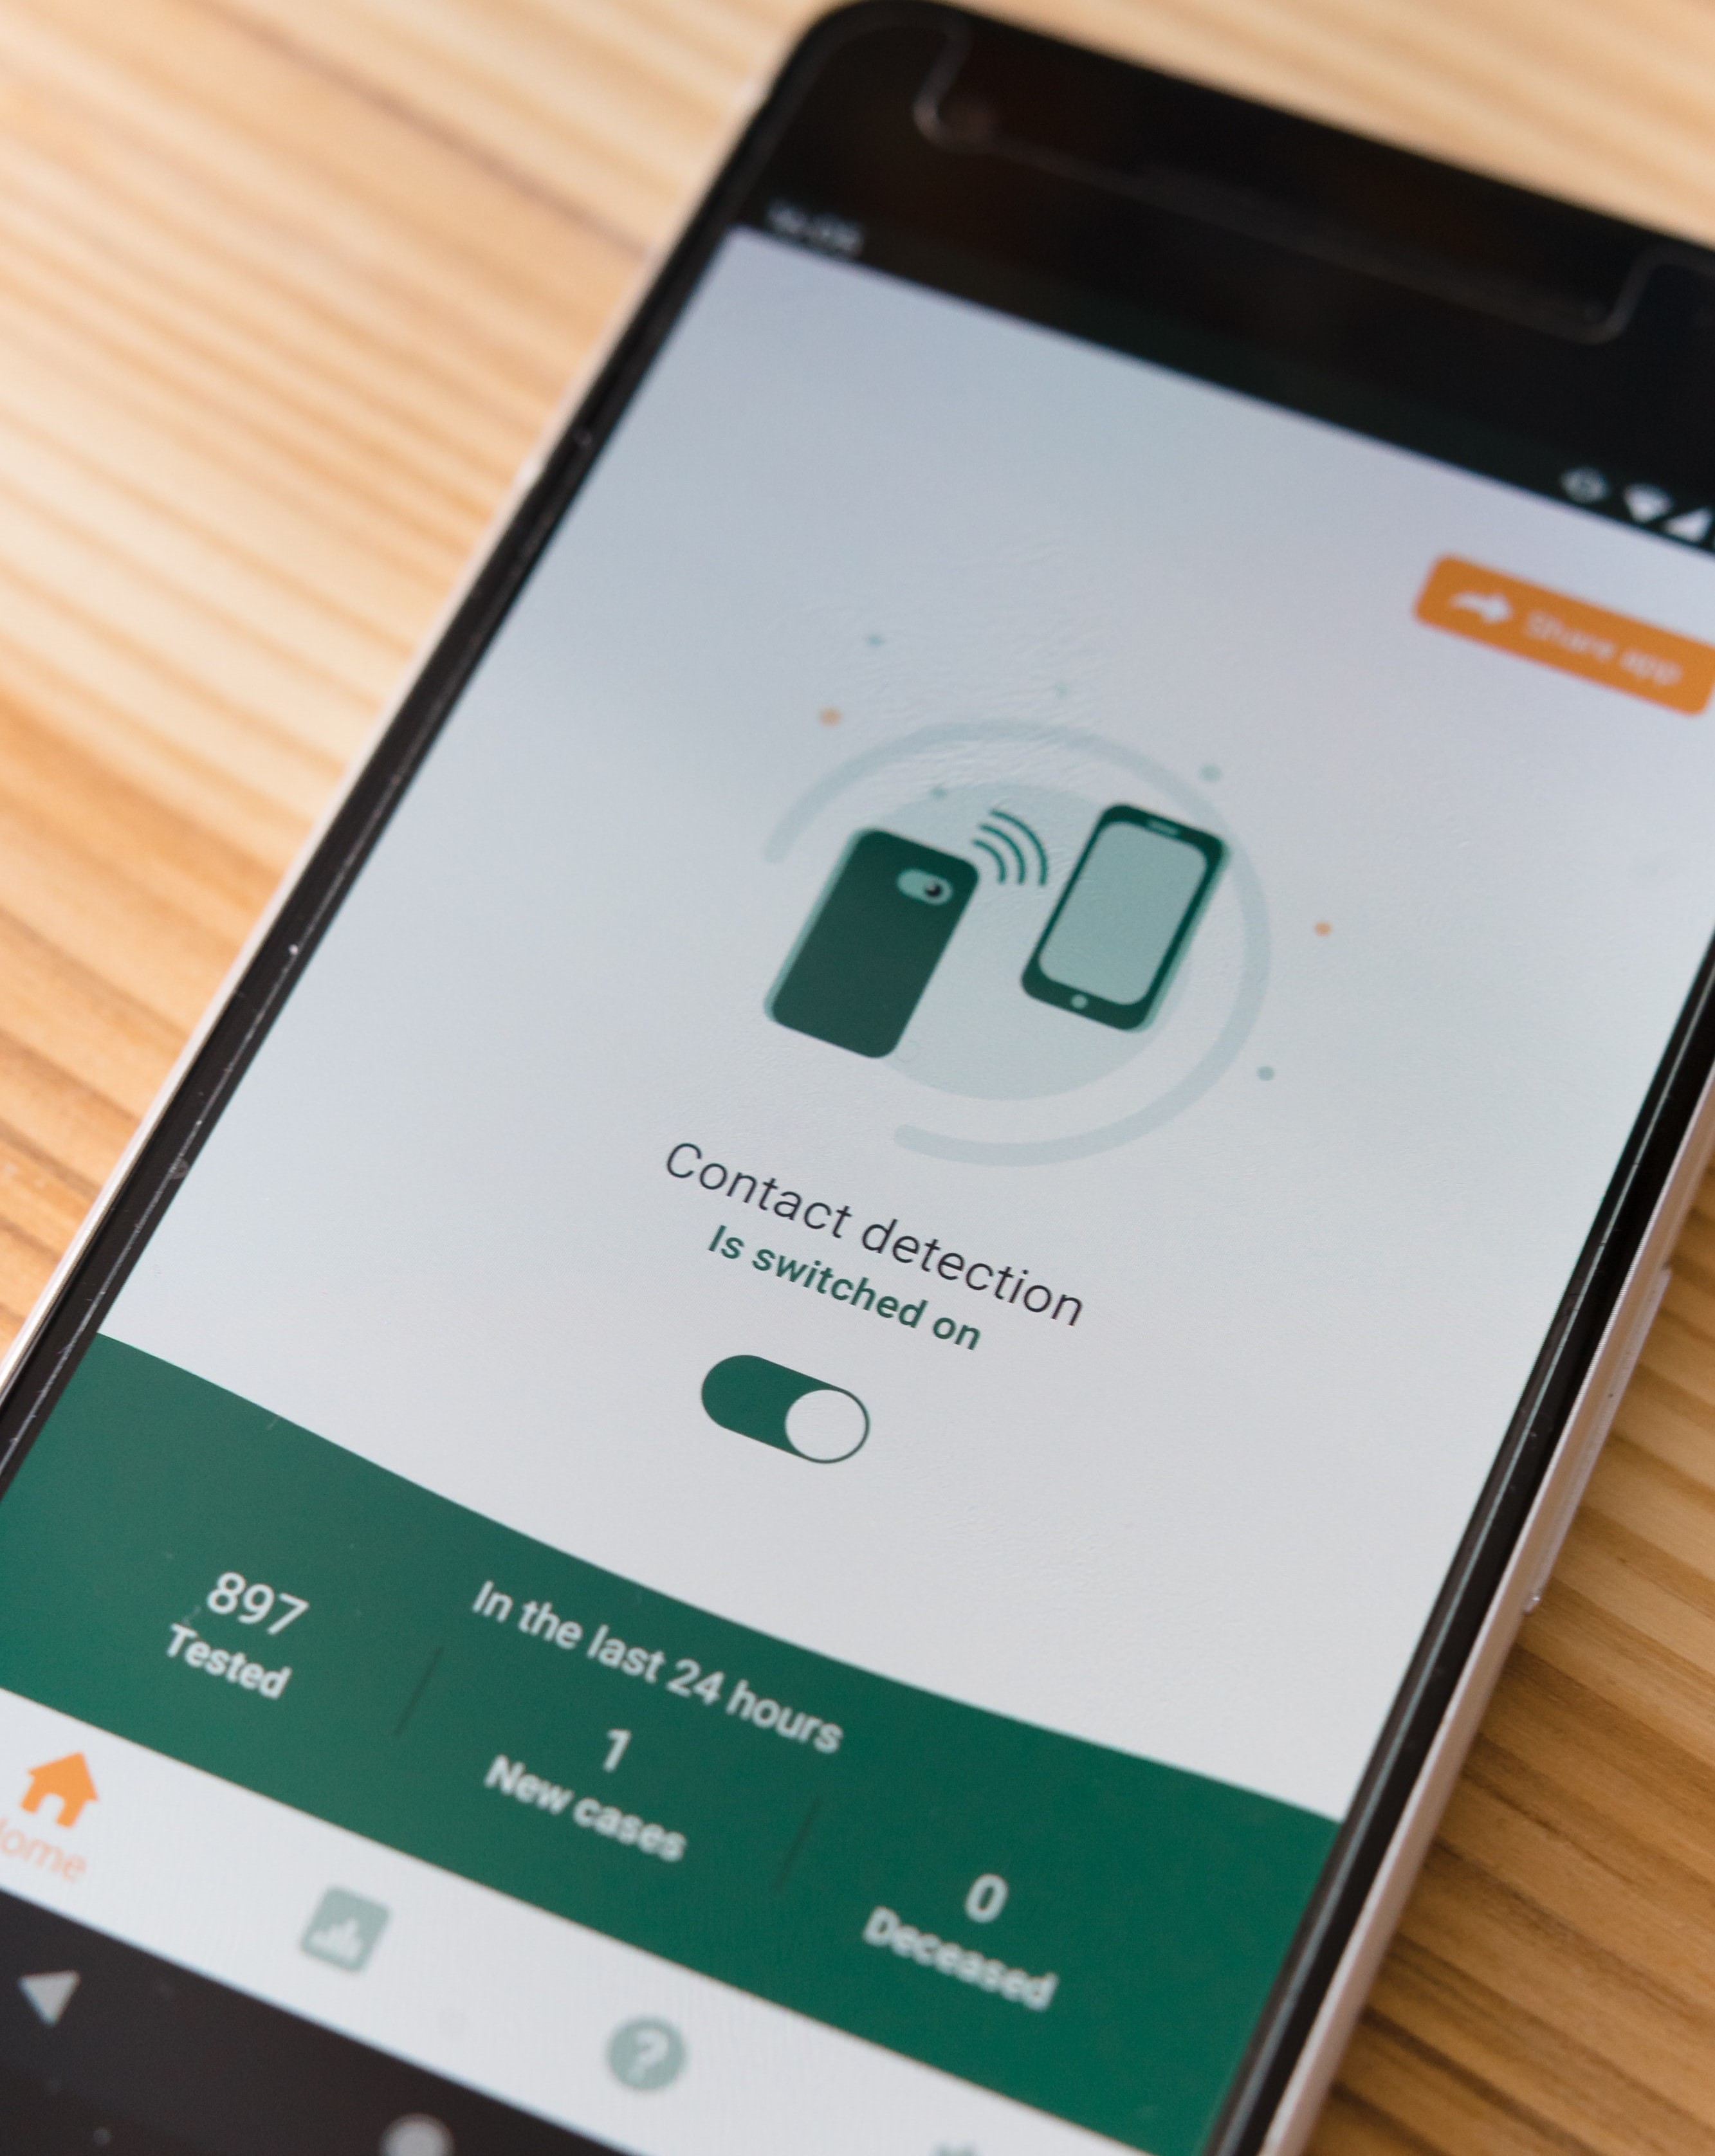 Share app
Contact detection
Is switched on
In the last 24 hours
897
Tested
1
New cases
0
Deceased
Home